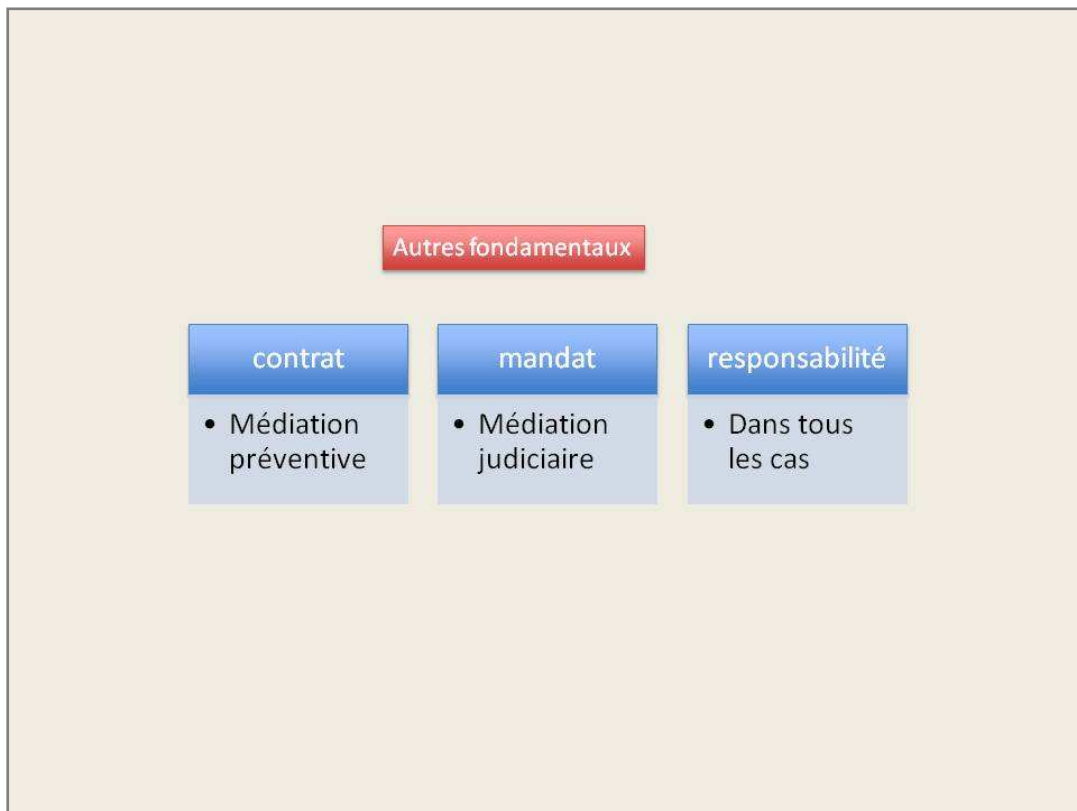 Autres fondamentaux
contrat
• Médiation
préventive
mandat
• Médiation
judiciaire
responsabilité
• Dans tous
les cas